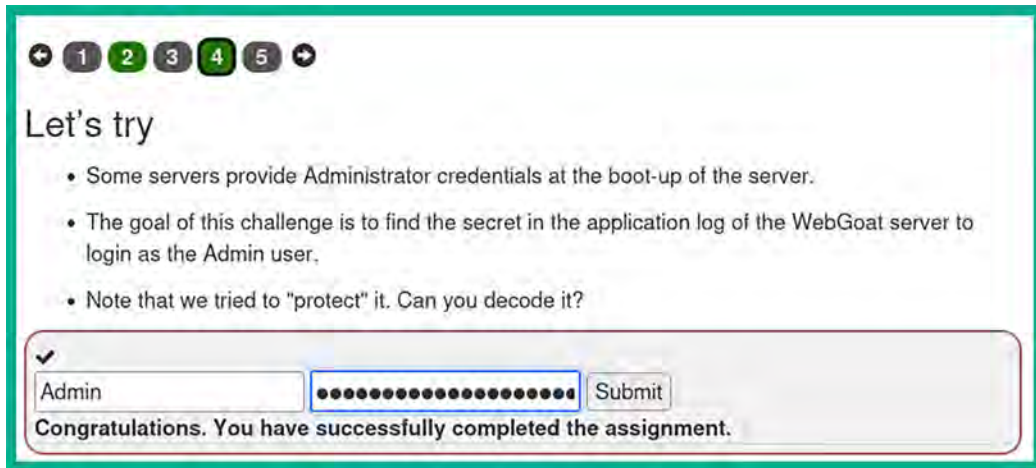 1 2 3 4 5
Let's try
• Some servers provide Administrator credentials at the boot-up of the server.
• The goal of this challenge is to find the secret in the application log of the WebGoat server to
login as the Admin user.
• Note that we tried to "protect" it. Can you decode it?
Admin Submit
Congratulations. You have successfully completed the assignment.